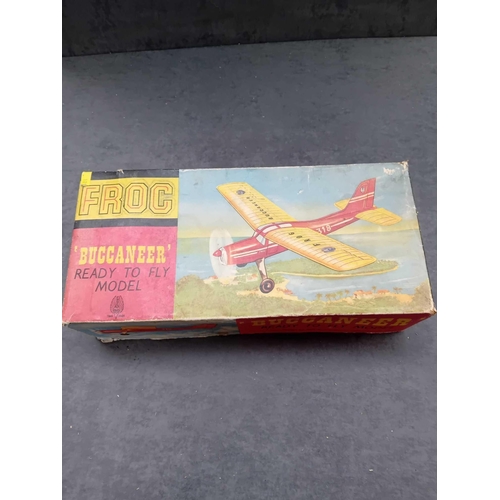 FROG
'BUCCANEER'
READY TO FLY
MODEL
BUCCANEER